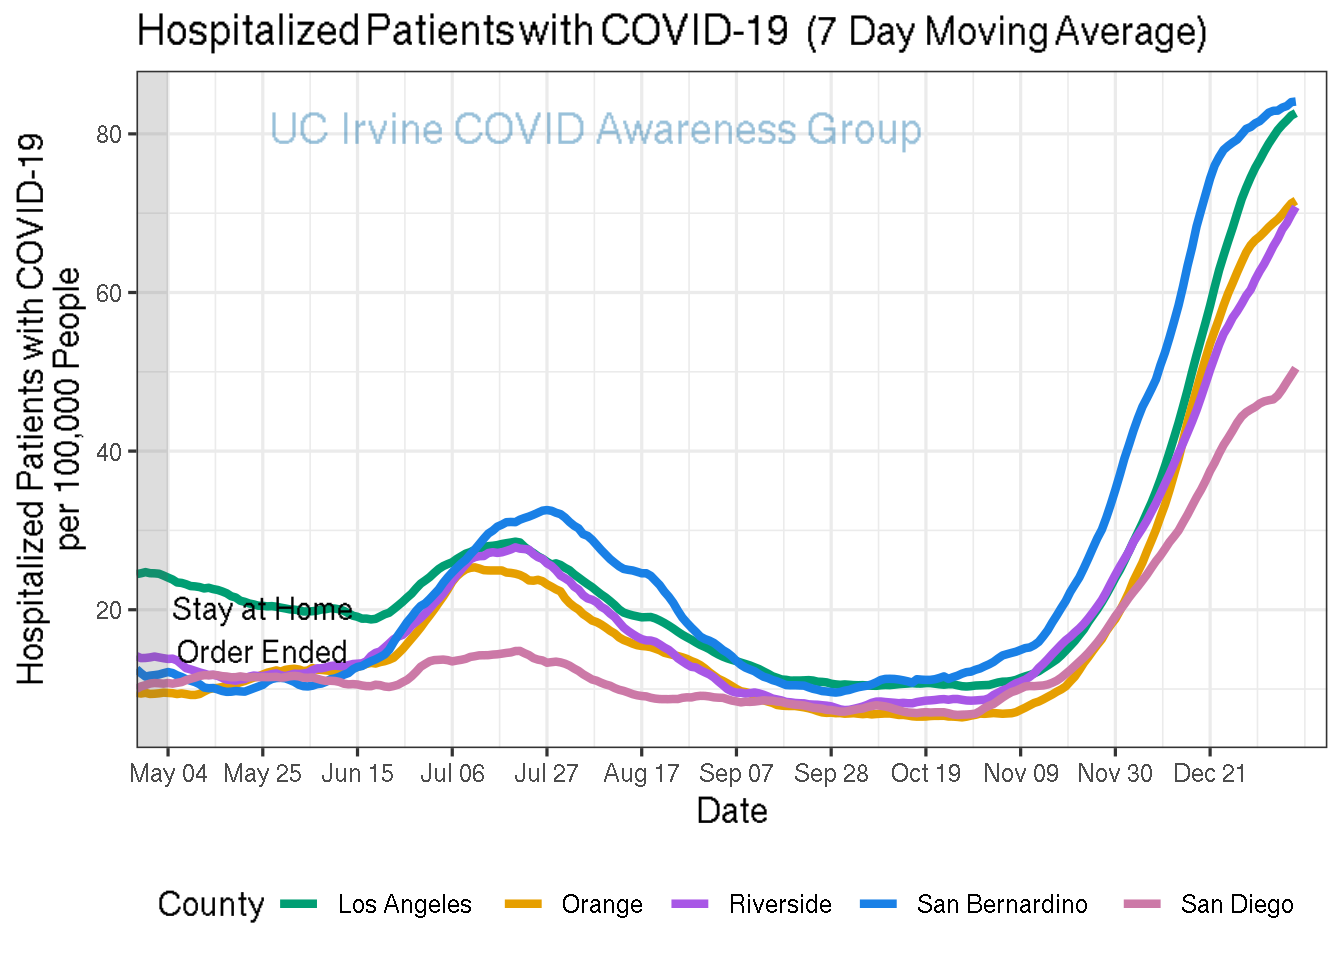 Hospitalized Patients with COVID-19 (7 Day Moving Average)
UC Irvine COVID Awareness Group
Hospitalized Patients with COVID-19
per 100,000 People
80
60
40
20
Stay at Home
Order Ended
May 04 May 25 Jun 15 Jul 06 Jul 27 Aug 17 Sep 07 Sep 28 Oct 19 Nov 09 Nov 30 Dec 21
Date
County Los Angeles Orange Riverside San Bernardino San Diego